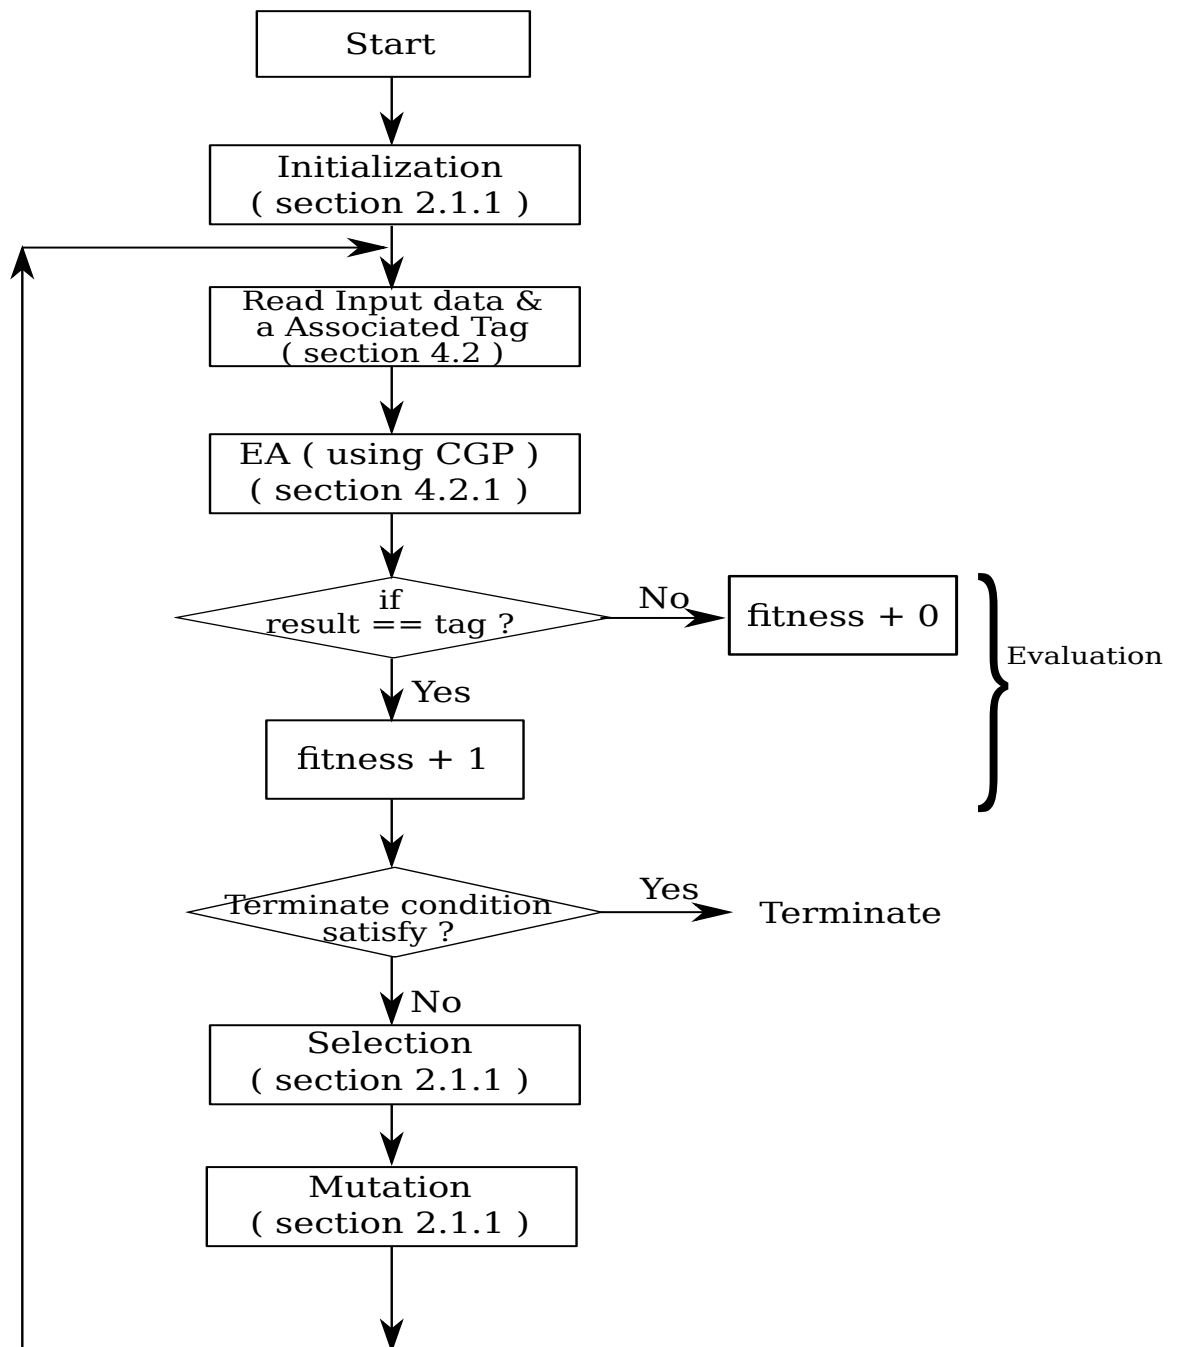 Start
Initialization
( section 2.1.1 )
Read Input data &
a Associated Tag
( section 4.2 )
EA ( using CGP )
( section 4.2.1 )
if
result == tag ?
No
fitness + 0
Evaluation
Yes
fitness + 1
Terminate condition
satisfy ?
Yes
Terminate
No
Selection
( section 2.1.1 )
Mutation
( section 2.1.1 )